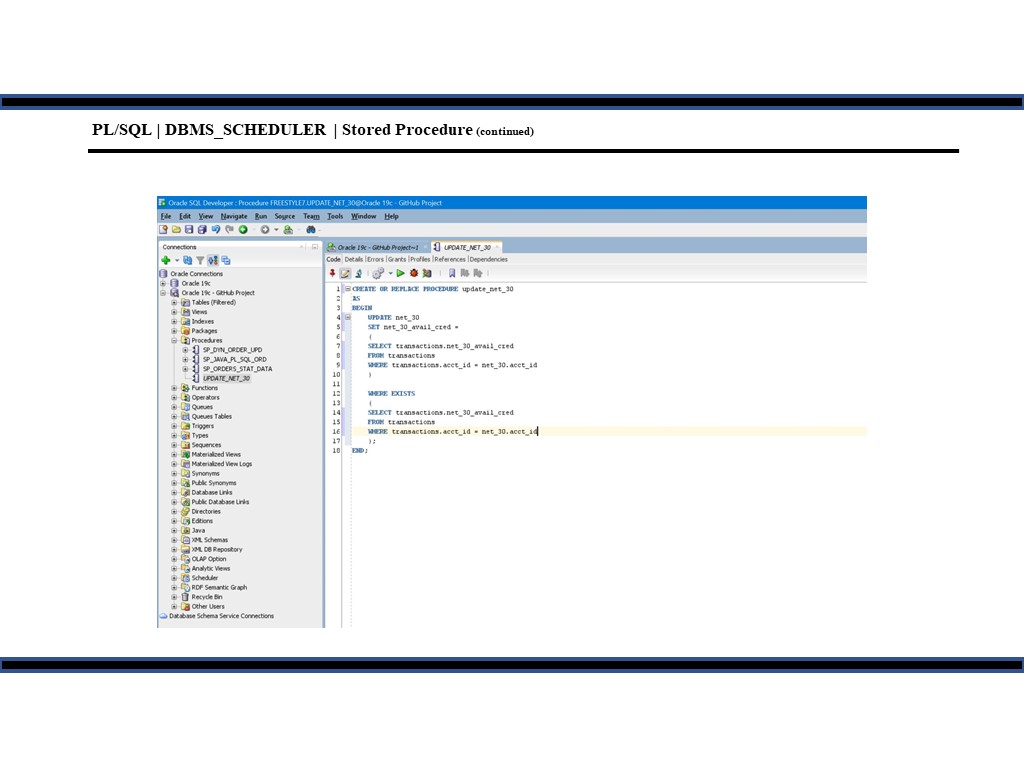 PL/SQL | DBMS_SCHEDULER | Stored Procedure (continued)
Oracle SQL Developer : Procedure FREESTYLE7.UPDATE_NET_30@Oracle 19c - GitHub Project
File Edit View Navigate Run Source Team Tools Window Help
Connections
Oracle Connections
Oracle 19c
Oracle 19c - GitHub Project
Tables (Filtered)
Views
Indexes
Packages
Procedures
SP_DYN_ORDER_UPD
SP_JAVA_PL_SQL_ORD
SP_ORDERS_STAT_DATA
UPDATE_NET_30
Functions
Operators
Queues
Queues Tables
Triggers
Types
Sequences
Materialized Views
Materialized View Logs
Synonyms
Public Synonyms
Database Links
Public Database Links
Directories
Editions
Java
XML Schemas
XML DB Repository
OLAP Option
Analytic Views
Scheduler
RDF Semantic Graph
Recycle Bin
Other Users
Database Schema Service Connections
Oracle 19c - GitHub Project~1 UPDATE_NET_30
Code Details Errors Grants Profiles References Dependencies
1 CREATE OR REPLACE PROCEDURE update_net_30
2 AS
3 BEGIN
4 UPDATE net_30
5 SET net_30_avail_cred =
6 (
7 SELECT transactions.net_30_avail_cred
8 FROM transactions
9 WHERE transactions.acct_id = net_30.acct_id
10 )
11
12 WHERE EXISTS
13 (
14 SELECT transactions.net_30_avail_cred
15 FROM transactions
16 WHERE transactions.acct_id = net_30.acct_id
17 );
18 END;